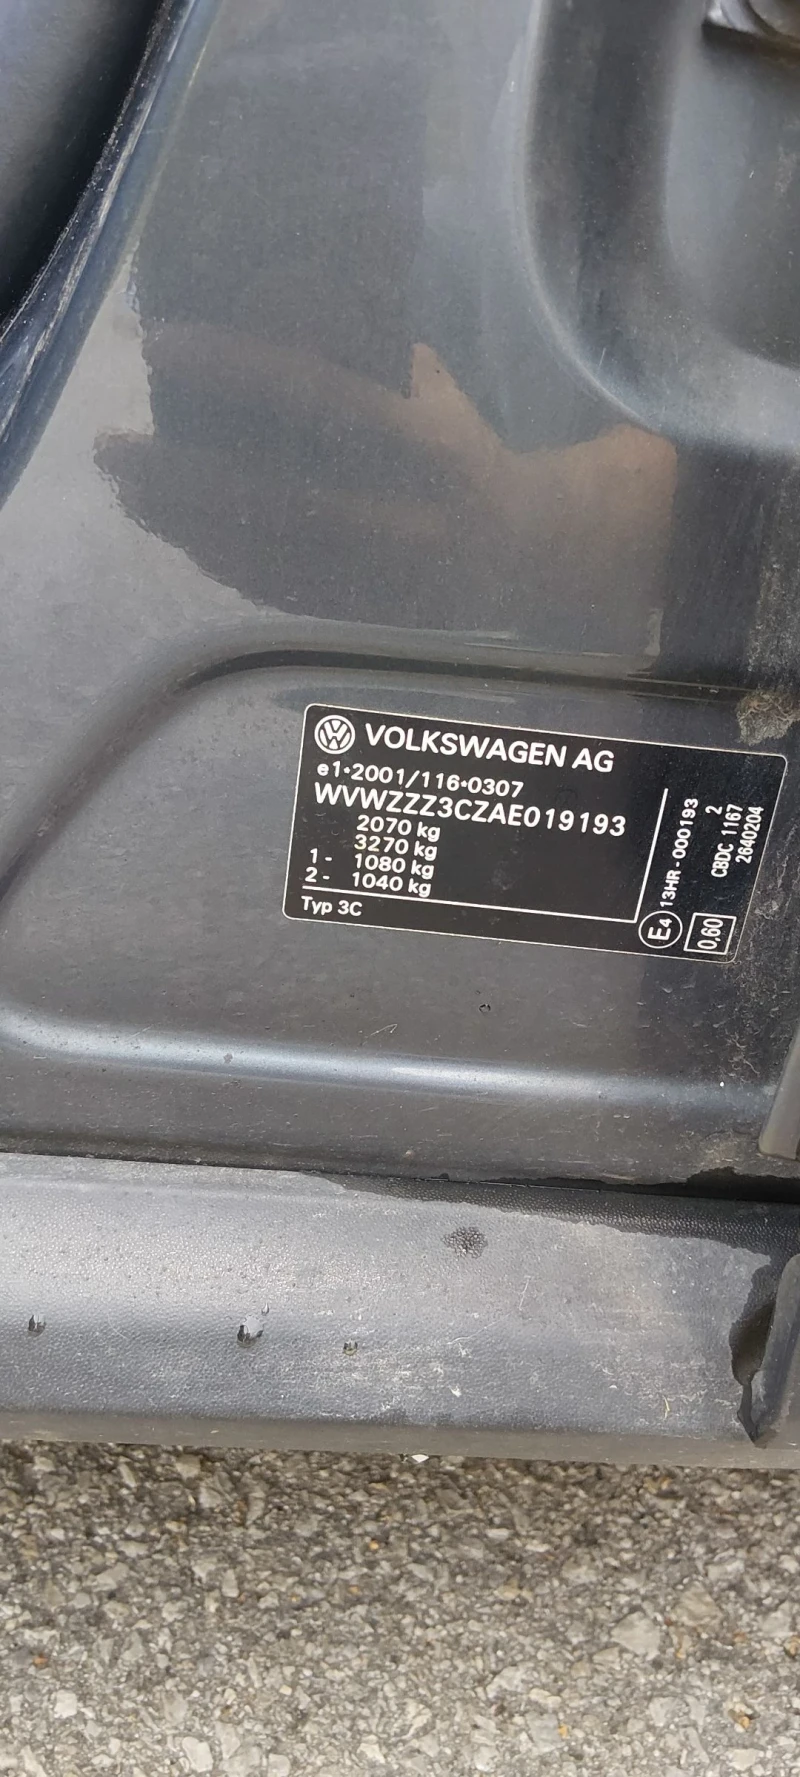 VOLKSWAGEN AG
e1*2001/116*0307
WVWZZZ3CZAE019193
2070 kg
3270 kg
1 - 1080 kg
2 - 1040 kg
Typ 3C
E4 13HR - 000193
2
CBDC 1167
2640204
0,60